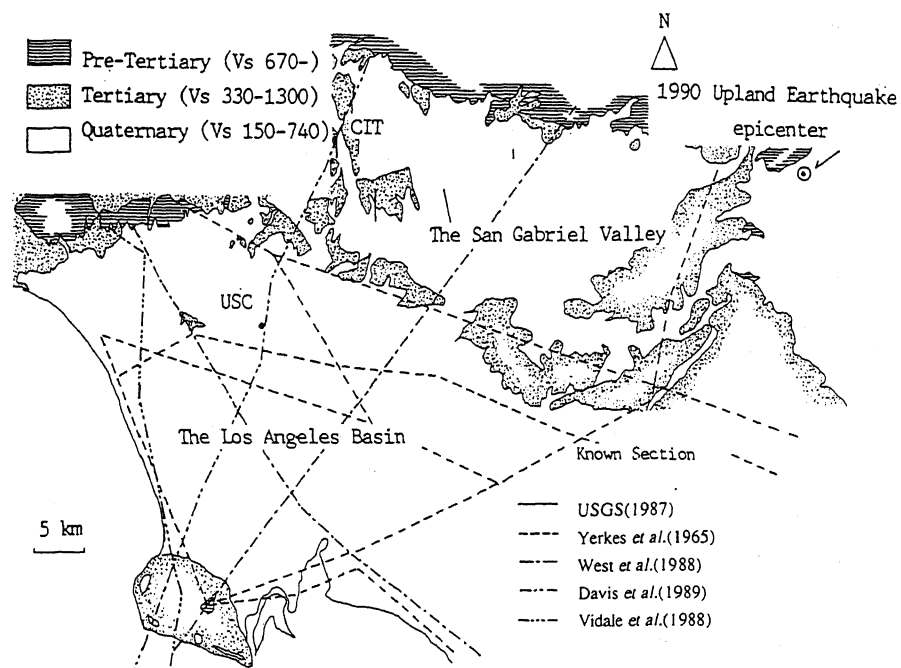 Pre-Tertiary (Vs 670-)
Tertiary (Vs 330-1300)
Quaternary (Vs 150-740)
N
1990 Upland Earthquake
epicenter
CIT
The San Gabriel Valley
USC
The Los Angeles Basin
Known Section
5 km
USGS(1987)
Yerkes et al.(1965)
West et al.(1988)
Davis et al.(1989)
Vidale et al.(1988)